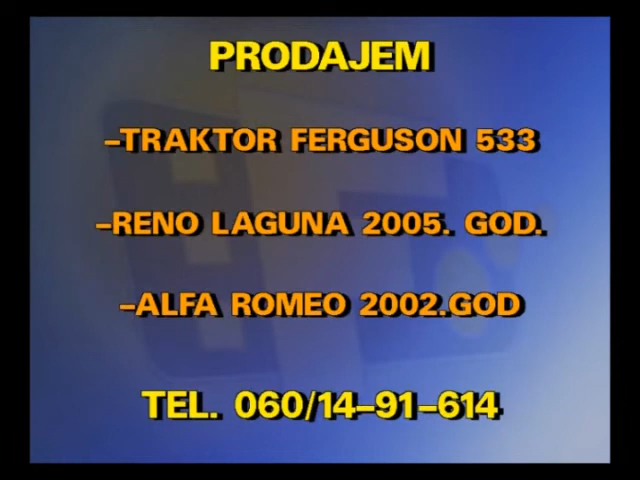 PRODAJEM
-TRAKTOR FERGUSON 533
-RENO LAGUNA 2005. GOD.
-ALFA ROMEO 2002.GOD
TEL. 060/14-91-614